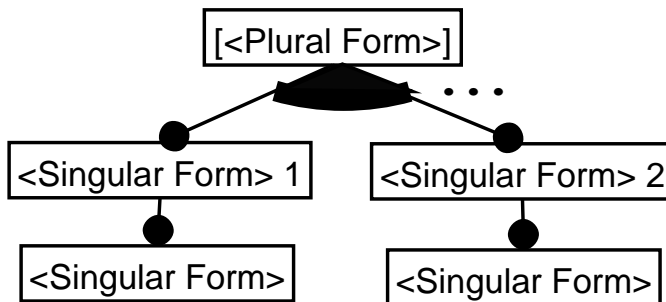 [<Plural Form>]
. . .
<Singular Form> 1
<Singular Form> 2
<Singular Form>
<Singular Form>